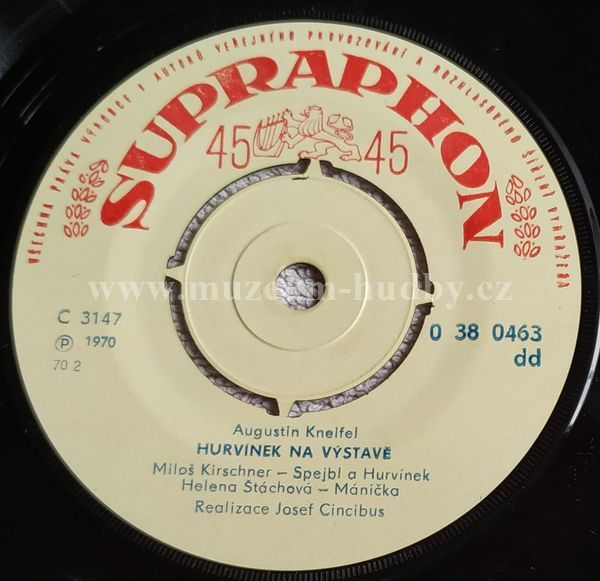 VŠECHNA PRÁVA VÝROBCE I AUTORŮ VEŘEJNÉHO PROVOZOVÁNÍ A ROZHLASOVÉHO ŠÍŘENÍ VYHRAŽENA
SUPRAPHON
45 45
www.muzeum-hudby.cz
C 3147
0 38 0463
Ⓟ 1970
dd
70 2
Augustin Kneifel
HURVÍNEK NA VÝSTAVĚ
Miloš Kirschner – Spejbl a Hurvínek
Helena Štáchová – Mánička
Realizace Josef Cincibus